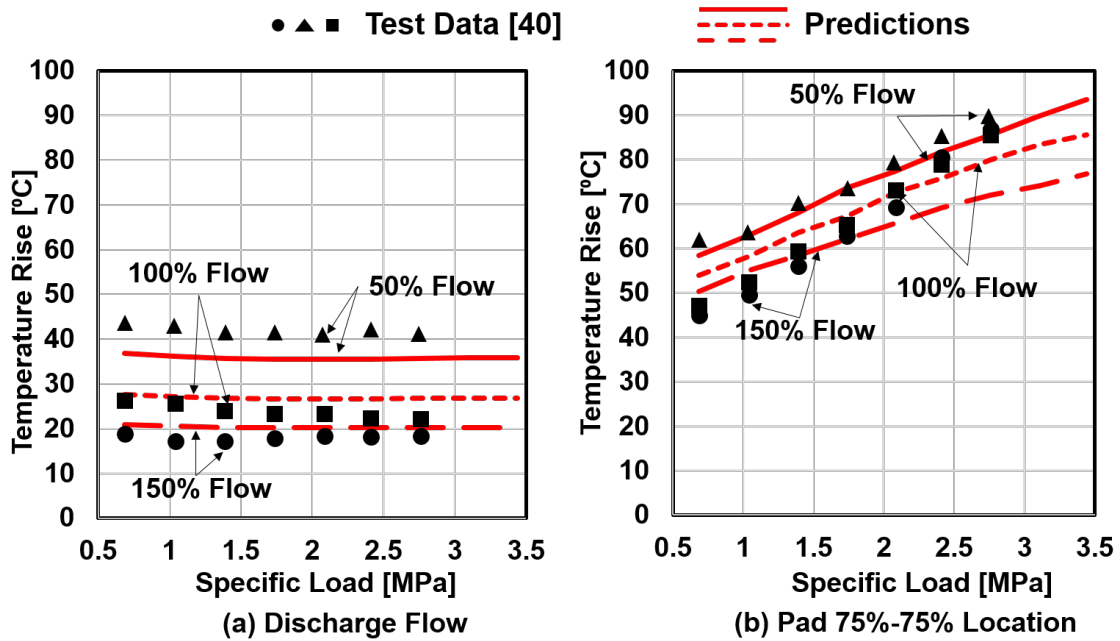 Test Data [40]
Predictions
Temperature Rise [ºC]
100
90
80
70
60
50
40
30
20
10
0
100% Flow
50% Flow
150% Flow
0.5 1 1.5 2 2.5 3 3.5
Specific Load [MPa]
(a) Discharge Flow
Temperature Rise [ºC]
100
90
80
70
60
50
40
30
20
10
0
50% Flow
100% Flow
150% Flow
0.5 1 1.5 2 2.5 3 3.5
Specific Load [MPa]
(b) Pad 75%-75% Location